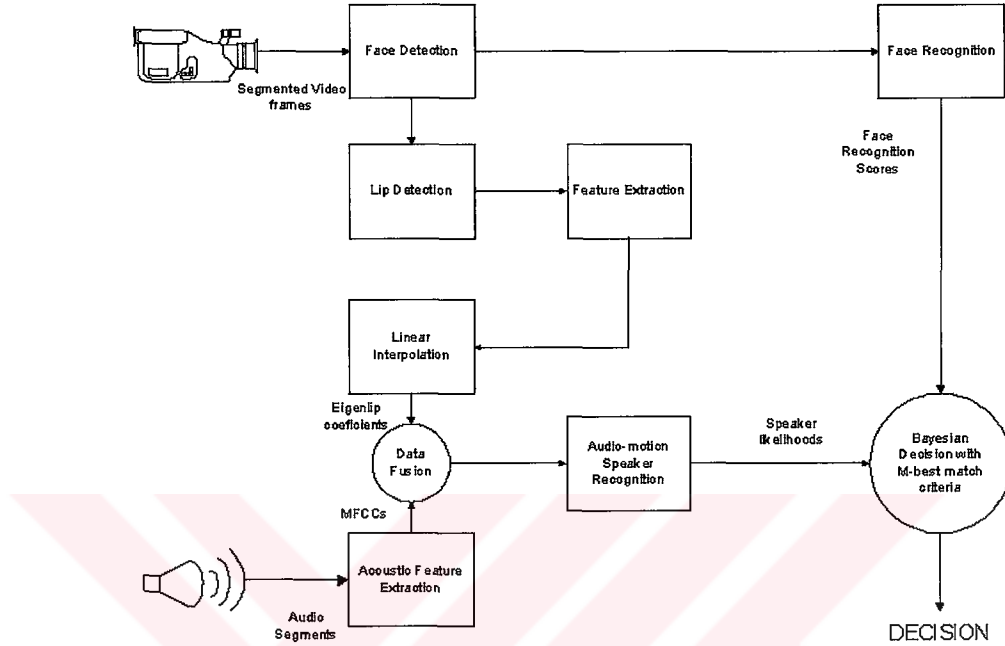 Face Detection
Face Recognition
Segmented Video
frames
Face
Recognition
Scores
Lip Detection
Feature Extraction
Linear
Interpolation
Eigenlip
coeficients
Data
Fusion
Audio-motion
Speaker
Recognition
Speaker
likelihoods
Bayesian
Decision with
M-best match
criteria
MFCCs
Acoustic Feature
Extraction
Audio
Segments
DECISION